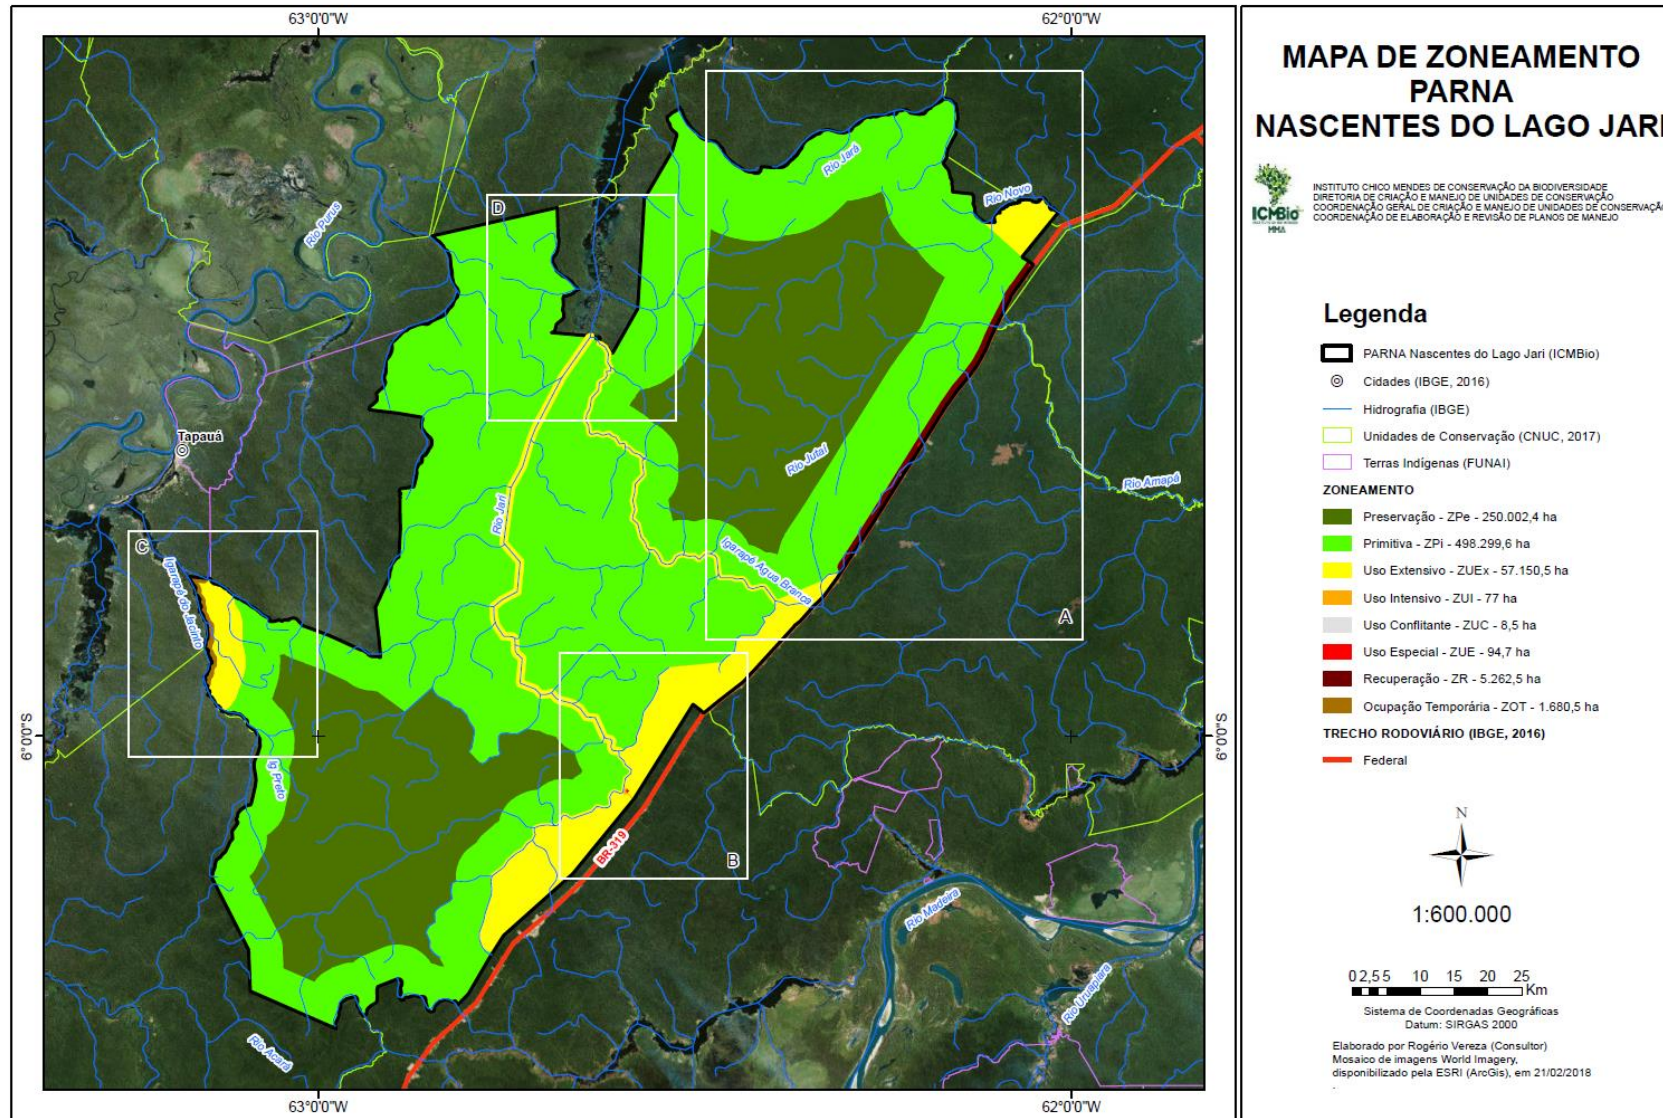 63°0'0"W
62°0'0"W
MAPA DE ZONEAMENTO
PARNA
NASCENTES DO LAGO JARI
ICMBio
MMA
INSTITUTO CHICO MENDES DE CONSERVAÇÃO DA BIODIVERSIDADE
DIRETORIA DE CRIAÇÃO E MANEJO DE UNIDADES DE CONSERVAÇÃO
COORDENAÇÃO GERAL DE CRIAÇÃO E MANEJO DE UNIDADES DE CONSERVAÇÃO
COORDENAÇÃO DE ELABORAÇÃO E REVISÃO DE PLANOS DE MANEJO
Rio Jará
Rio Novo
D
Rio Purus
Tapauá
Rio Jutaí
Rio Amapá
Rio Jari
Igarapé Agua Branca
C
Igarapé do Jacinto
A
6°0'0"S
6°0'0"S
Ig Preto
BR-319
B
Rio Madeira
Rio Uruapiara
Rio Acará
63°0'0"W
62°0'0"W
Legenda
PARNA Nascentes do Lago Jari (ICMBio)
Cidades (IBGE, 2016)
Hidrografia (IBGE)
Unidades de Conservação (CNUC, 2017)
Terras Indígenas (FUNAI)
ZONEAMENTO
Preservação - ZPe - 250.002,4 ha
Primitiva - ZPi - 498.299,6 ha
Uso Extensivo - ZUEx - 57.150,5 ha
Uso Intensivo - ZUI - 77 ha
Uso Conflitante - ZUC - 8,5 ha
Uso Especial - ZUE - 94,7 ha
Recuperação - ZR - 5.262,5 ha
Ocupação Temporária - ZOT - 1.680,5 ha
TRECHO RODOVIÁRIO (IBGE, 2016)
Federal
N
1:600.000
0 2,5 5 10 15 20 25
Km
Sistema de Coordenadas Geográficas
Datum: SIRGAS 2000
Elaborado por Rogério Vereza (Consultor)
Mosaico de imagens World Imagery,
disponibilizado pela ESRI (ArcGis), em 21/02/2018
.